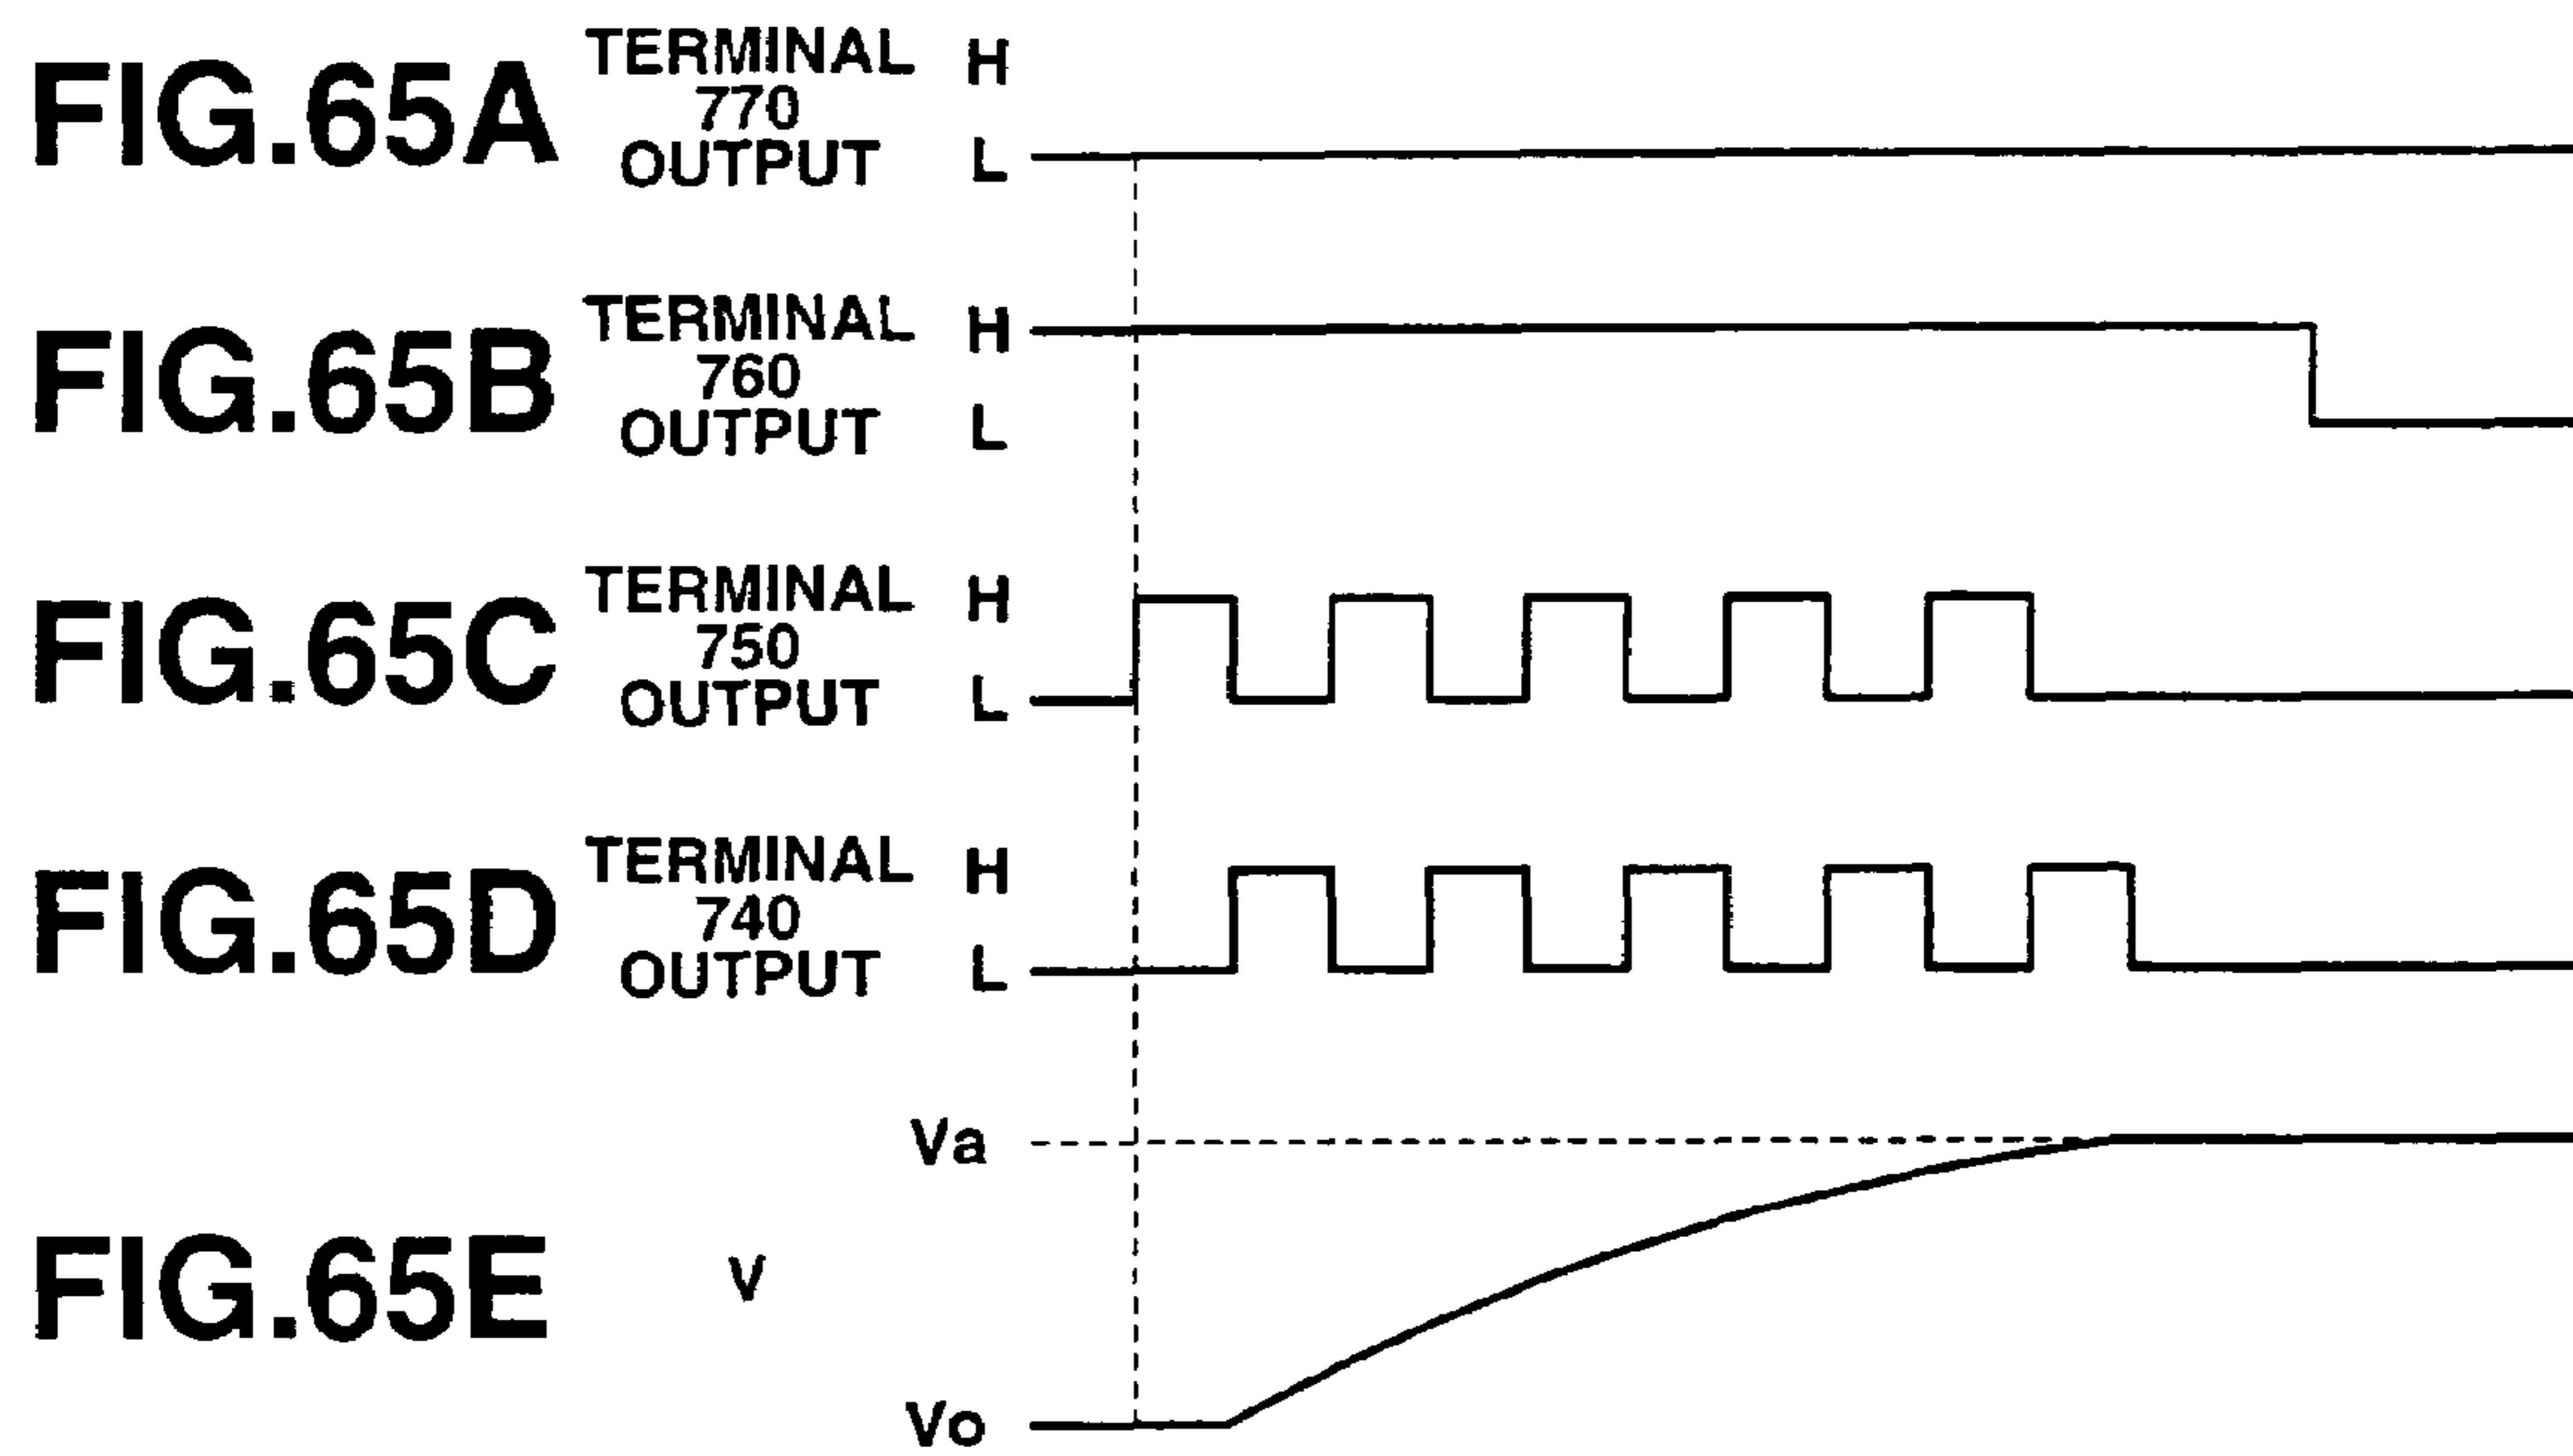 FIG.65A
TERMINAL
770
OUTPUT
H
L
FIG.65B
TERMINAL
760
OUTPUT
H
L
FIG.65C
TERMINAL
750
OUTPUT
H
L
FIG.65D
TERMINAL
740
OUTPUT
H
L
FIG.65E
V
Va
Vo